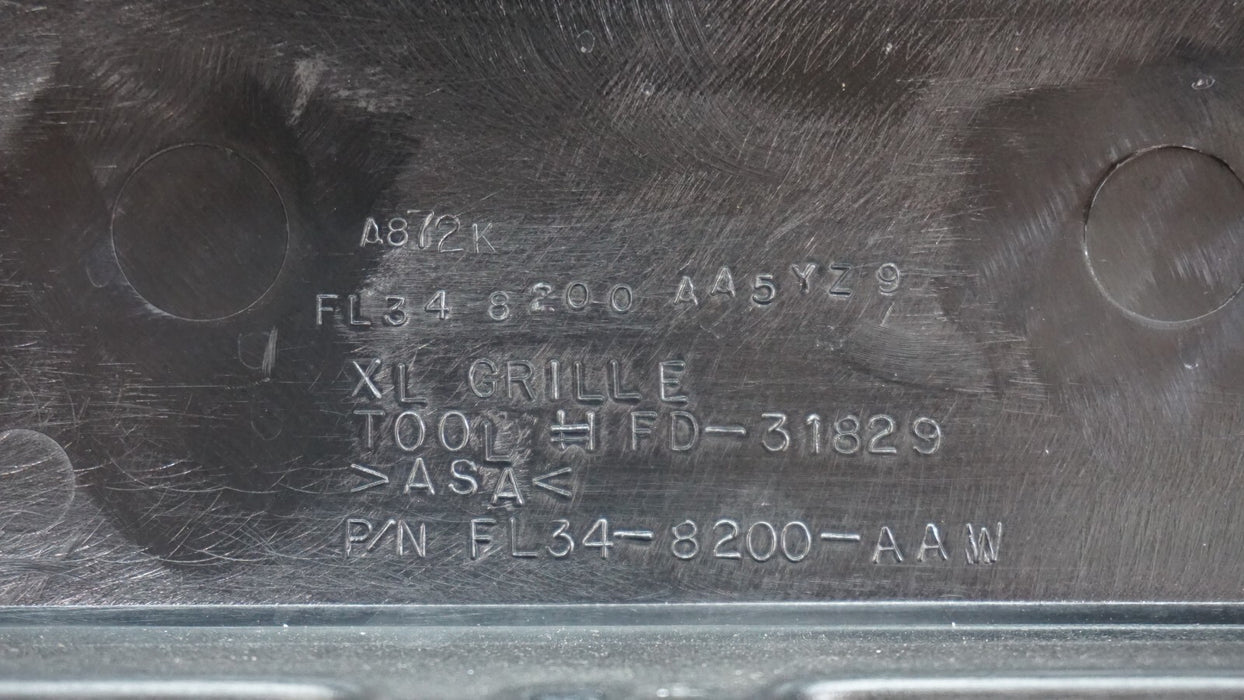 A872K
FL34 8200 AA5YZ9
XL GRILLE
TOOL # FD-31829
>ASA<
P/N FL34-8200-AAW